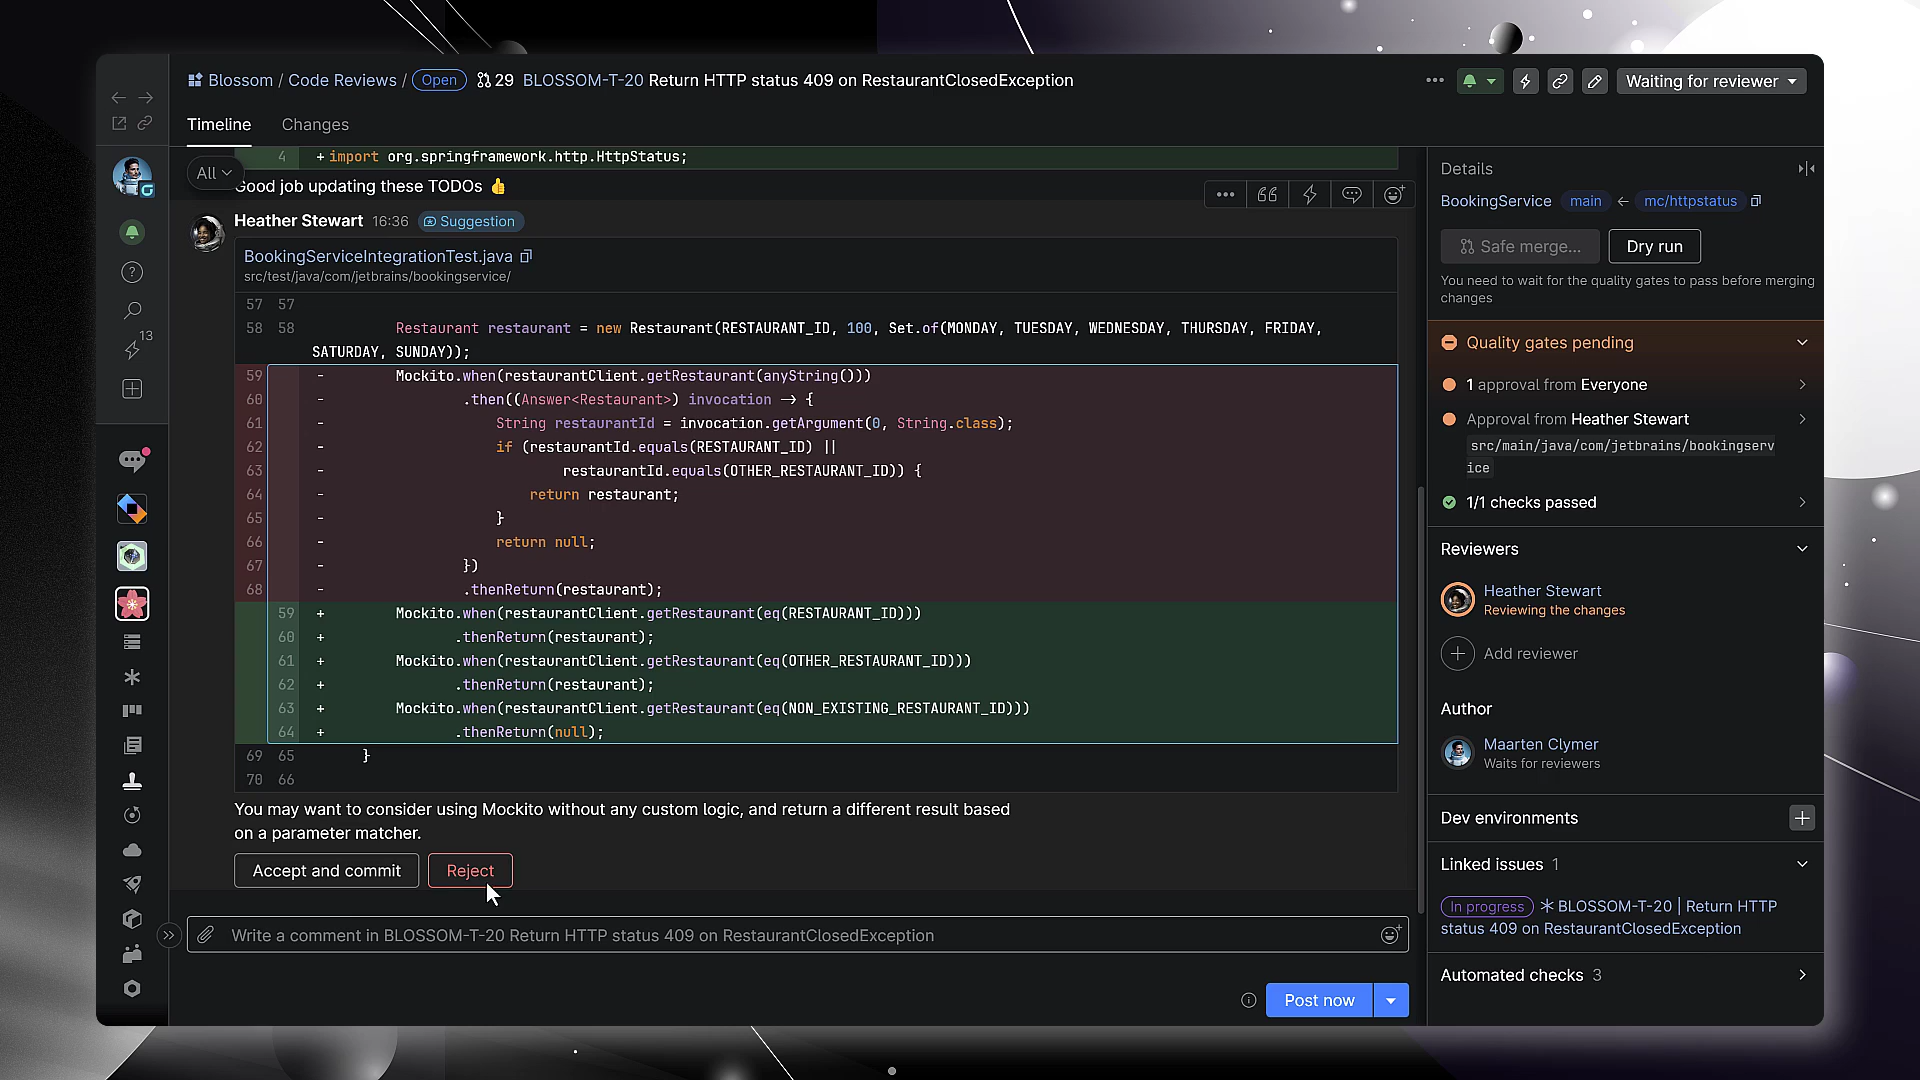 Blossom / Code Reviews / Open 29 BLOSSOM-T-20 Return HTTP status 409 on RestaurantClosedException
Waiting for reviewer
Timeline Changes
All
4 + import org.springframework.http.HttpStatus;
Good job updating these TODOs 👍
Heather Stewart 16:36 Suggestion
BookingServiceIntegrationTest.java
src/test/java/com/jetbrains/bookingservice/
57 57
58 58 Restaurant restaurant = new Restaurant(RESTAURANT_ID, 100, Set.of(MONDAY, TUESDAY, WEDNESDAY, THURSDAY, FRIDAY,
SATURDAY, SUNDAY));
59 - Mockito.when(restaurantClient.getRestaurant(anyString()))
60 - .then((Answer<Restaurant>) invocation → {
61 - String restaurantId = invocation.getArgument(0, String.class);
62 - if (restaurantId.equals(RESTAURANT_ID) ||
63 - restaurantId.equals(OTHER_RESTAURANT_ID)) {
64 - return restaurant;
65 - }
66 - return null;
67 - })
68 - .thenReturn(restaurant);
59 + Mockito.when(restaurantClient.getRestaurant(eq(RESTAURANT_ID)))
60 + .thenReturn(restaurant);
61 + Mockito.when(restaurantClient.getRestaurant(eq(OTHER_RESTAURANT_ID)))
62 + .thenReturn(restaurant);
63 + Mockito.when(restaurantClient.getRestaurant(eq(NON_EXISTING_RESTAURANT_ID)))
64 + .thenReturn(null);
69 65 }
70 66
You may want to consider using Mockito without any custom logic, and return a different result based
on a parameter matcher.
Accept and commit Reject
Write a comment in BLOSSOM-T-20 Return HTTP status 409 on RestaurantClosedException
Post now
13
Details
BookingService main ← mc/httpstatus
Safe merge... Dry run
You need to wait for the quality gates to pass before merging
changes
Quality gates pending
1 approval from Everyone
Approval from Heather Stewart
src/main/java/com/jetbrains/bookingserv
ice
1/1 checks passed
Reviewers
Heather Stewart
Reviewing the changes
Add reviewer
Author
Maarten Clymer
Waits for reviewers
Dev environments
Linked issues 1
In progress BLOSSOM-T-20 | Return HTTP
status 409 on RestaurantClosedException
Automated checks 3